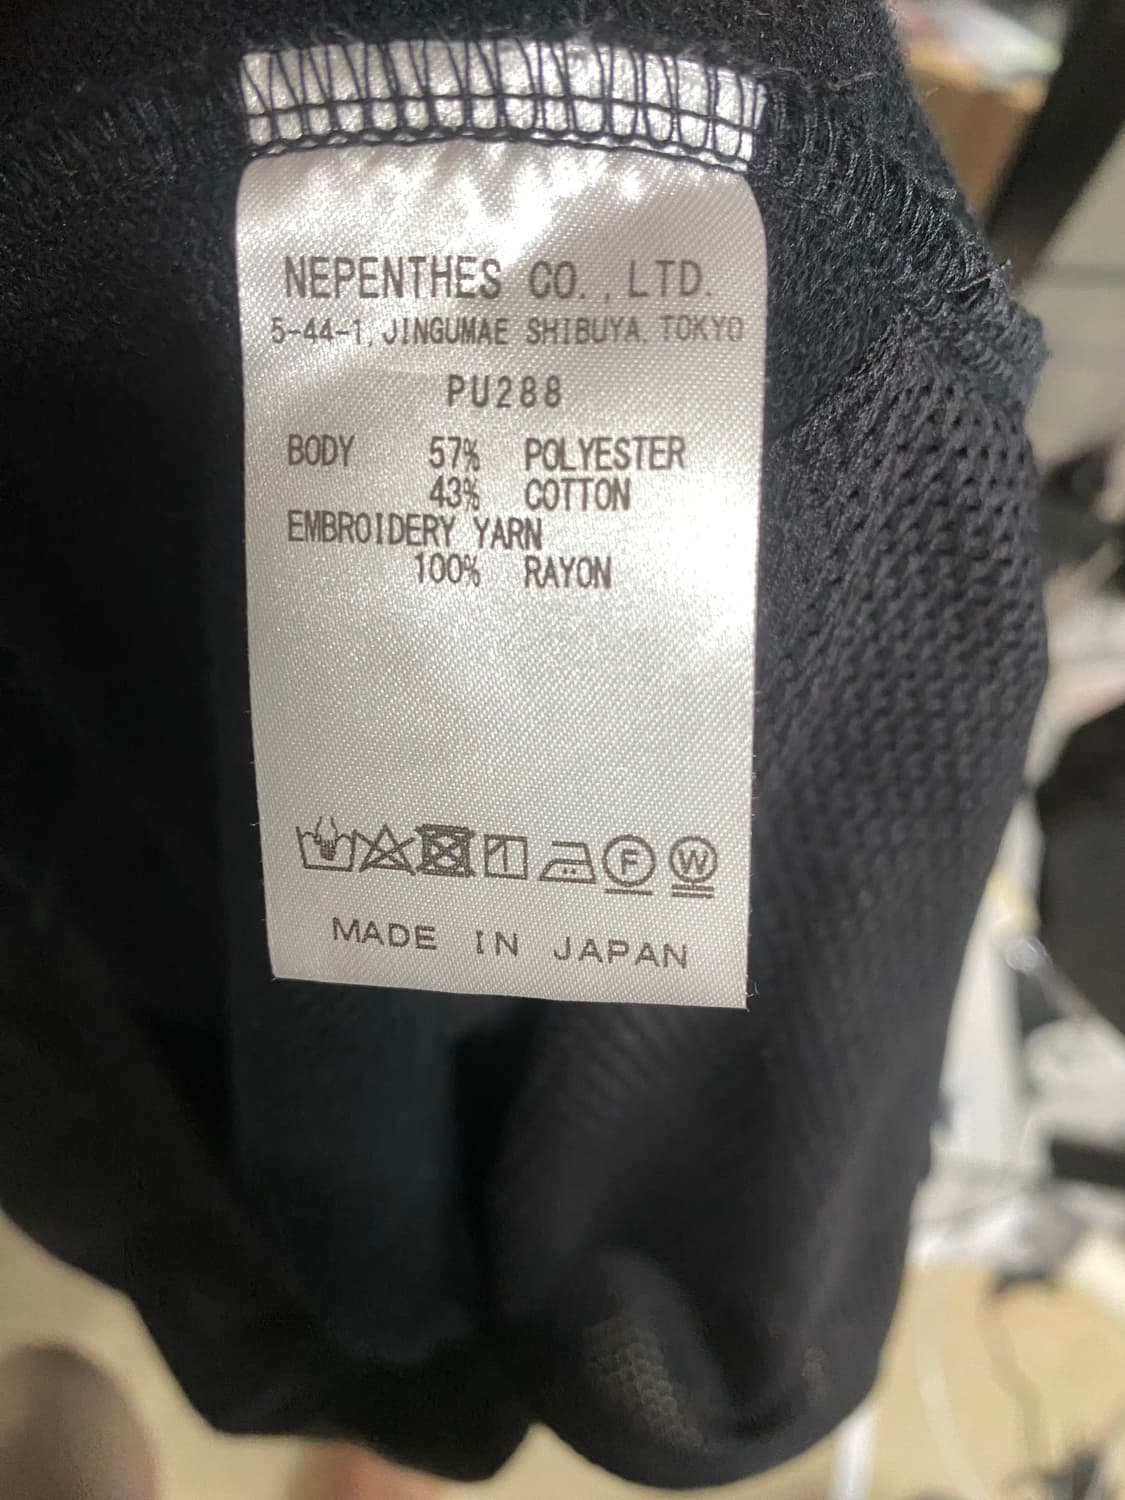 NEPENTHES CO., LTD.
5-44-1, JINGUMAE SHIBUYA, TOKYO
PU288
BODY 57% POLYESTER
43% COTTON
EMBROIDERY YARN
100% RAYON
F W
MADE IN JAPAN